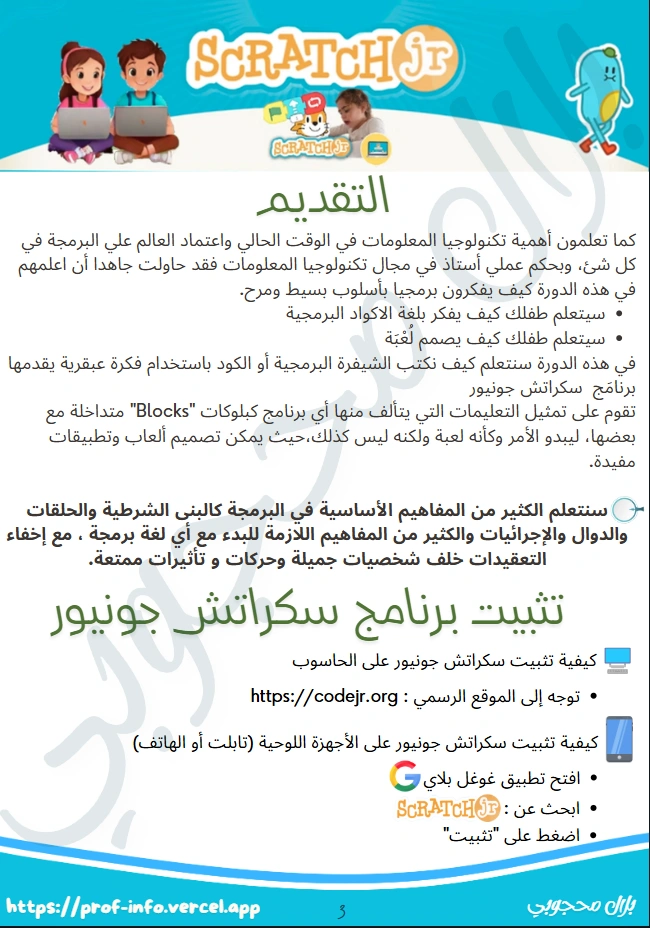 SCRATCH jr
SCRATCH jr
التقديم
كما تعلمون أهمية تكنولوجيا المعلومات في الوقت الحالي واعتماد العالم علي البرمجة في
كل شئ، وبحكم عملي أستاذ في مجال تكنولوجيا المعلومات فقد حاولت جاهدا أن اعلمهم
في هذه الدورة كيف يفكرون برمجيا بأسلوب بسيط ومرح.
• سيتعلم طفلك كيف يفكر بلغة الاكواد البرمجية
• سيتعلم طفلك كيف يصمم لُعْبَة
في هذه الدورة سنتعلم كيف نكتب الشيفرة البرمجية أو الكود باستخدام فكرة عبقرية يقدمها
برنامَج سكراتش جونيور
تقوم على تمثيل التعليمات التي يتألف منها أي برنامج كبلوكات "Blocks" متداخلة مع
بعضها، ليبدو الأمر وكأنه لعبة ولكنه ليس كذلك،حيث يمكن تصميم ألعاب وتطبيقات
مفيدة.
سنتعلم الكثير من المفاهيم الأساسية في البرمجة كالبنى الشرطية والحلقات
والدوال والإجرائيات والكثير من المفاهيم اللازمة للبدء مع أي لغة برمجة ، مع إخفاء
التعقيدات خلف شخصيات جميلة وحركات و تأثيرات ممتعة.
تثبيت برنامج سكراتش جونيور
كيفية تثبيت سكراتش جونيور على الحاسوب
• توجه إلى الموقع الرسمي : https://codejr.org
كيفية تثبيت سكراتش جونيور على الأجهزة اللوحية (تابلت أو الهاتف)
• افتح تطبيق غوغل بلاي
• ابحث عن : SCRATCH jr
• اضغط على "تثبيت"
بلال محجوبي
3
https://prof-info.vercel.app
بلال محجوبي